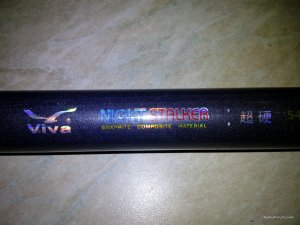 Viva
NIGHT STALKER
GRAPHITE COMPOSITE MATERIAL
超硬